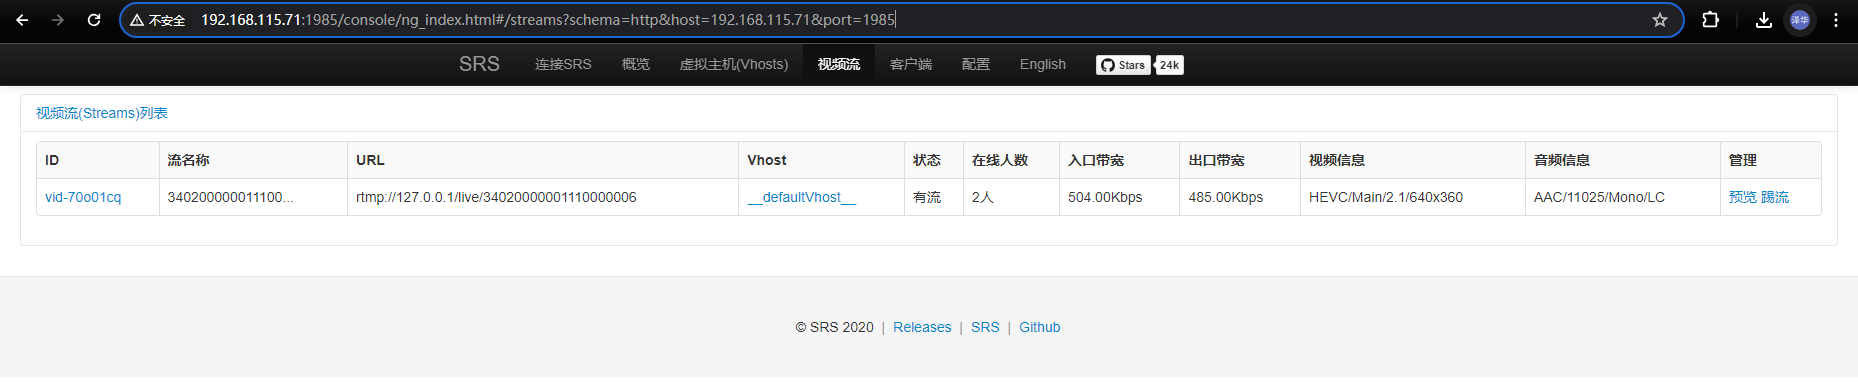 不安全 192.168.115.71:1985/console/ng_index.html#/streams?schema=http&host=192.168.115.71&port=1985 泽华
SRS 连接SRS 概览 虚拟主机(Vhosts) 视频流 客户端 配置 English Stars 24k
视频流(Streams)列表
ID 流名称 URL Vhost 状态 在线人数 入口带宽 出口带宽 视频信息 音频信息 管理
vid-70o01cq 340200000011100... rtmp://127.0.0.1/live/34020000001110000006 __defaultVhost__ 有流 2人 504.00Kbps 485.00Kbps HEVC/Main/2.1/640x360 AAC/11025/Mono/LC 预览 踢流
© SRS 2020 | Releases | SRS | Github